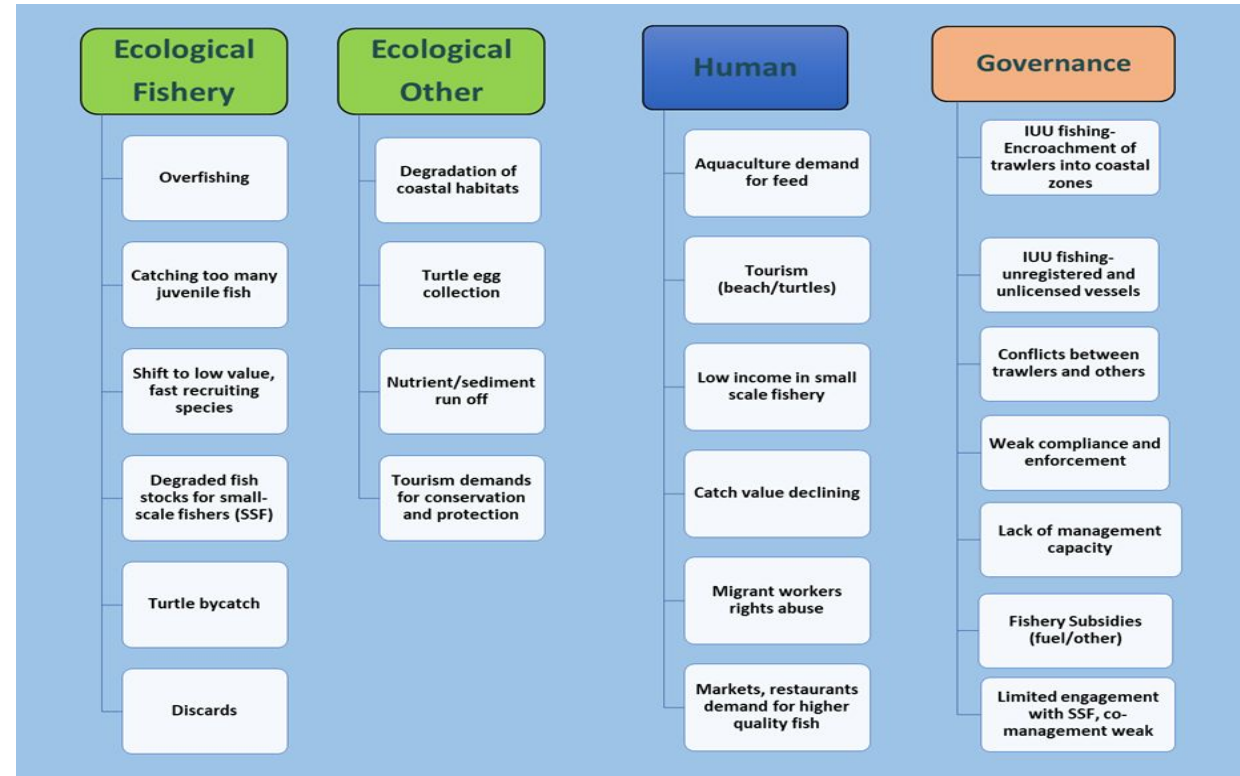 Ecological
Fishery
Overfishing
Catching too many
juvenile fish
Shift to low value,
fast recruiting
species
Degraded fish
stocks for small-
scale fishers (SSF)
Turtle bycatch
Discards
Ecological
Other
Degradation of
coastal habitats
Turtle egg
collection
Nutrient/sediment
run off
Tourism demands
for conservation
and protection
Human
Aquaculture demand
for feed
Tourism
(beach/turtles)
Low income in small
scale fishery
Catch value declining
Migrant workers
rights abuse
Markets, restaurants
demand for higher
quality fish
Governance
IUU fishing-
Encroachment of
trawlers into coastal
zones
IUU fishing-
unregistered and
unlicensed vessels
Conflicts between
trawlers and others
Weak compliance and
enforcement
Lack of management
capacity
Fishery Subsidies
(fuel/other)
Limited engagement
with SSF, co-
management weak